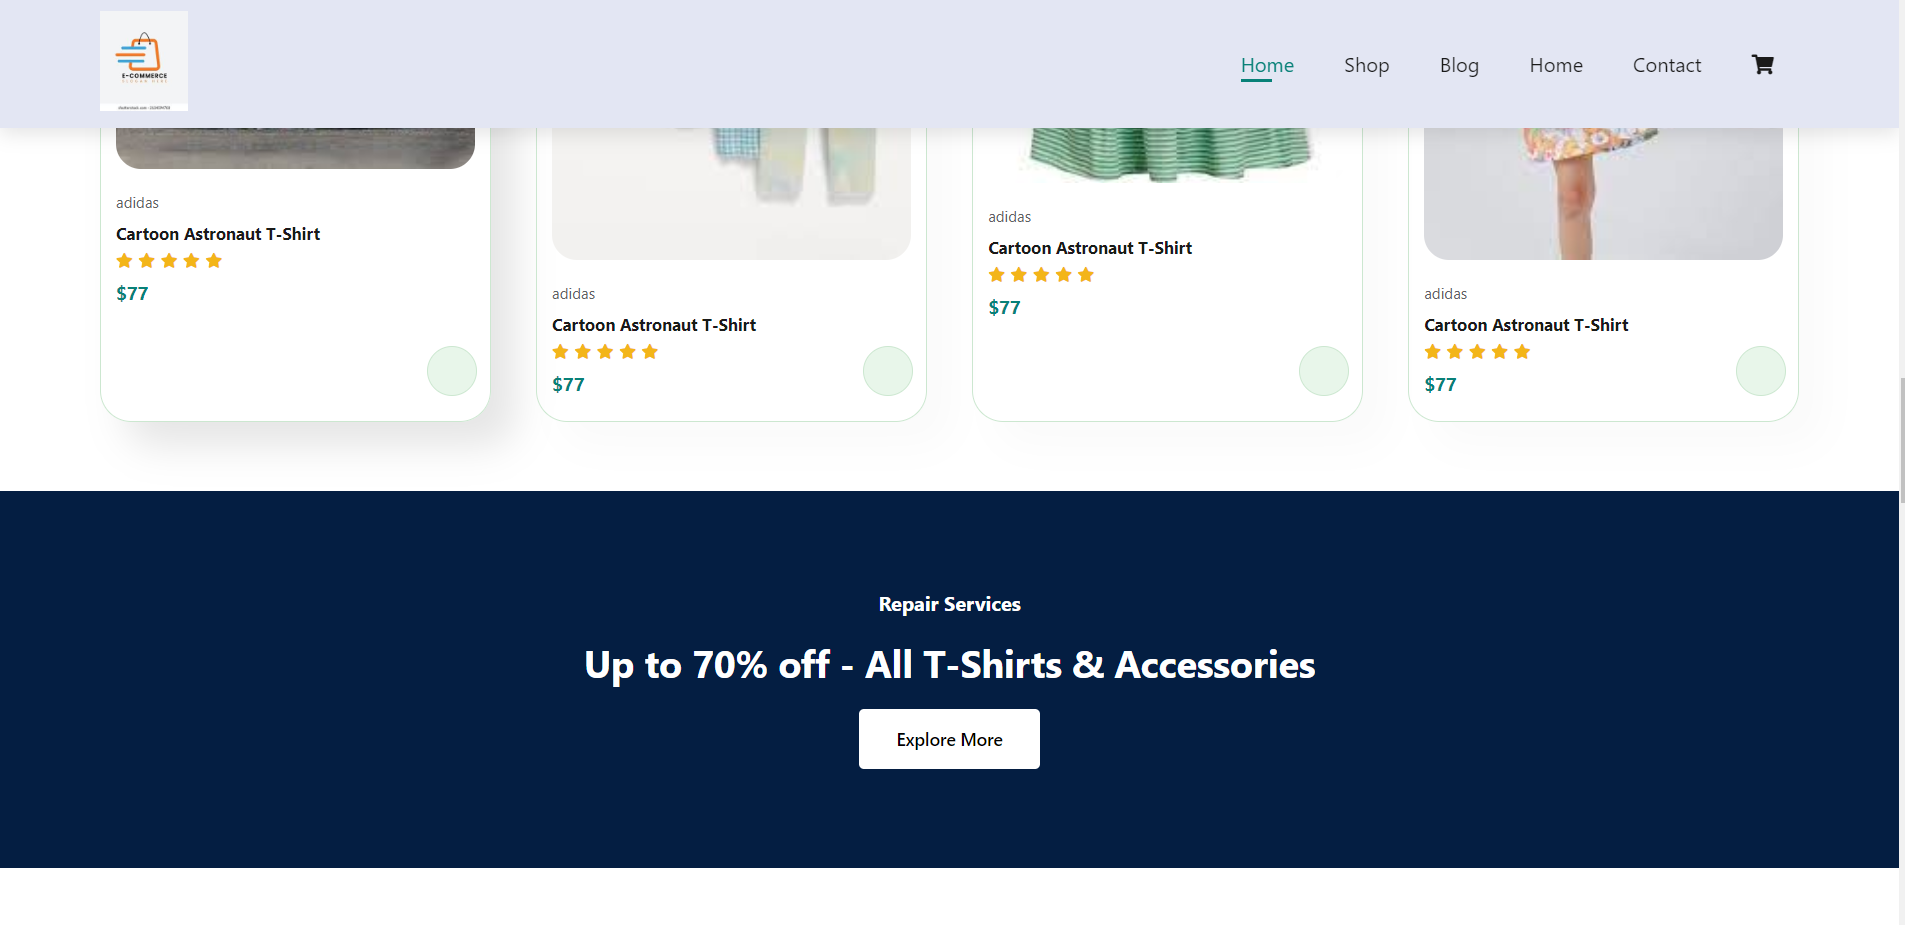 E-COMMERCE
Home
Shop
Blog
Home
Contact
adidas
Cartoon Astronaut T-Shirt
$77
adidas
Cartoon Astronaut T-Shirt
$77
adidas
Cartoon Astronaut T-Shirt
$77
adidas
Cartoon Astronaut T-Shirt
$77
Repair Services
Up to 70% off - All T-Shirts & Accessories
Explore More